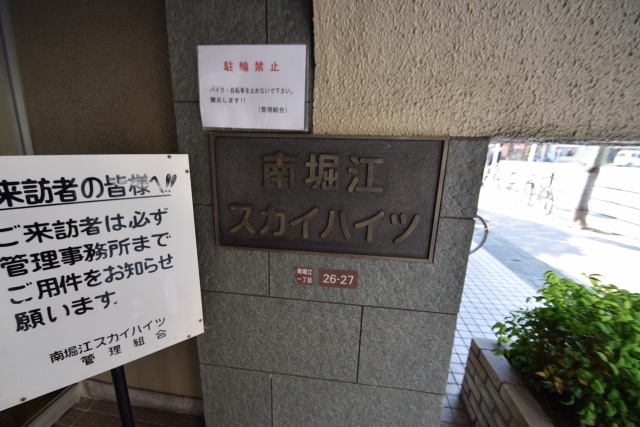 駐輪禁止
バイク・自転車を止めないで下さい。
撤去します!!
(管理組合)
南堀江
スカイハイツ
南堀江
一丁目
26-27
来訪者の皆様へ!!
ご来訪者は必ず
管理事務所まで
ご用件をお知らせ
願います.
南堀江スカイハイツ
管理組合